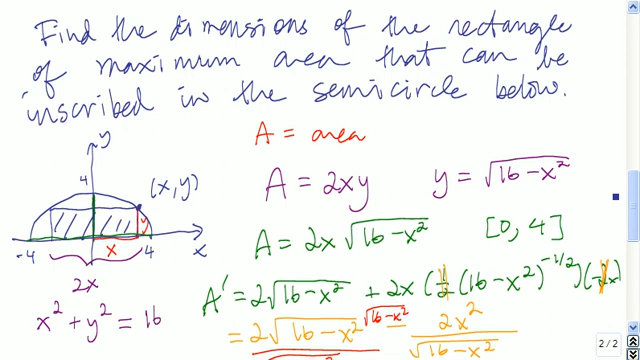 Find the dimensions of the rectangle
of maximum area that can be
inscribed in the semicircle below.
A = area
y
4
(x,y)
A = 2xy
y = √(16-x²)
y
-4
x
4
x
A = 2x √(16-x²)
[0, 4]
2x
A' = 2√(16-x²) + 2x (1/2 (16-x²)^(-1/2))(-2x)
x² + y² = 16
= 2√(16-x²) √(16-x²) 2x² / √(16-x²)
2 / 2